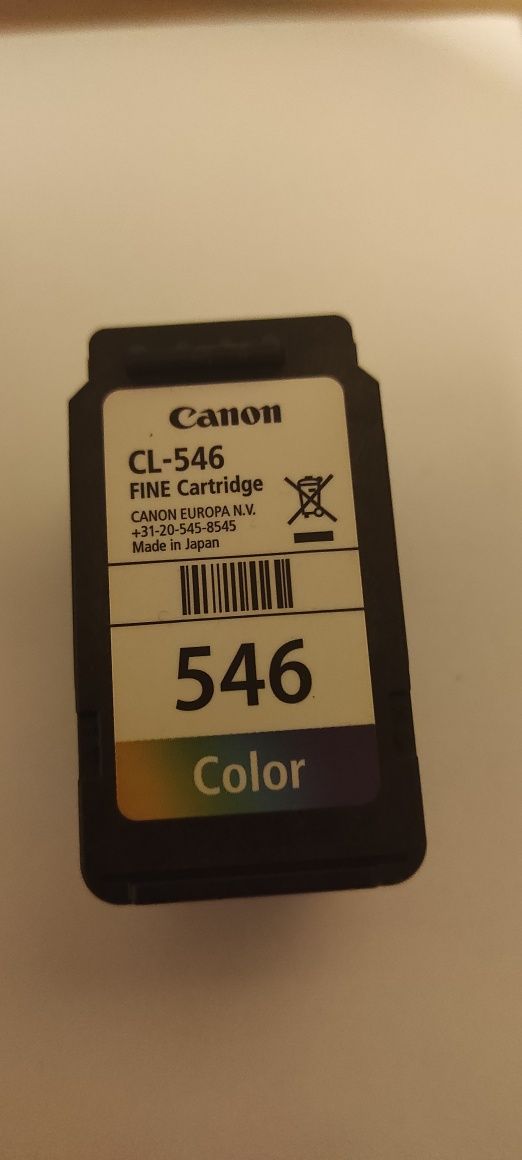 Canon
CL-546
FINE Cartridge
CANON EUROPA N.V.
+31-20-545-8545
Made in Japan
546
Color